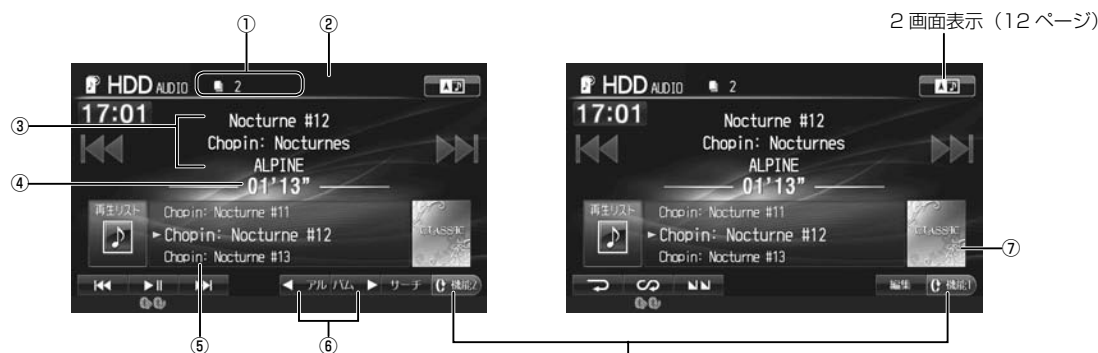 ① ②
2 画面表示（12 ページ）
HDD AUDIO 2
17:01
③
Nocturne #12
Chopin: Nocturnes
ALPINE
④
01'13"
再生リスト
Chopin: Nocturne #11
Chopin: Nocturne #12
Chopin: Nocturne #13
CLASSIC
アルバム サーチ 機能2
⑤ ⑥
HDD AUDIO 2
17:01
Nocturne #12
Chopin: Nocturnes
ALPINE
01'13"
再生リスト
Chopin: Nocturne #11
Chopin: Nocturne #12
Chopin: Nocturne #13
CLASSIC
⑦
編集 機能1